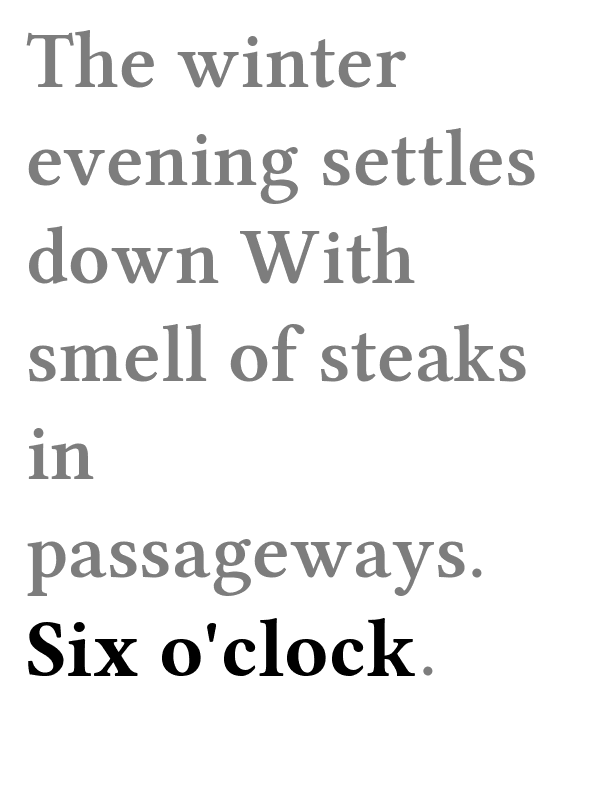 The winter
evening settles
down With
smell of steaks
in
passageways.
Six o'clock.